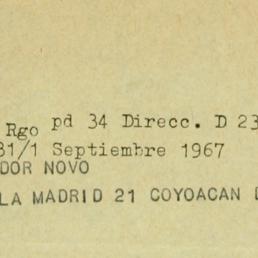 Rgo pd 34 Direcc. D 23
31/1 Septiembre 1967
DOR NOVO
LA MADRID 21 COYOACAN